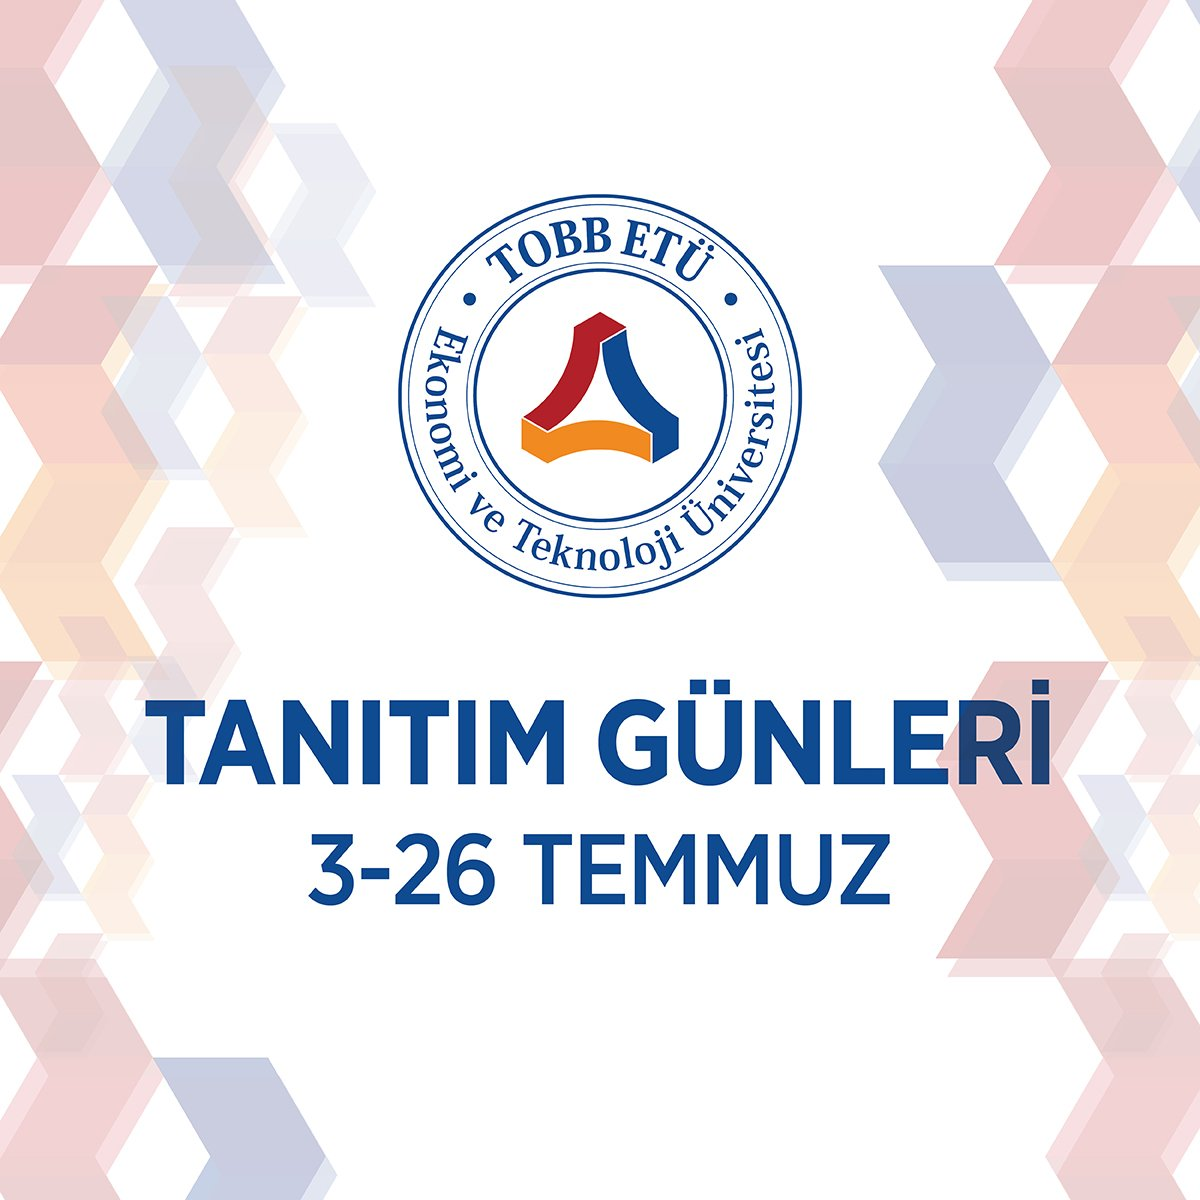 TOBB ETÜ
Ekonomi ve Teknoloji Üniversitesi
TANITIM GÜNLERİ
3-26 TEMMUZ